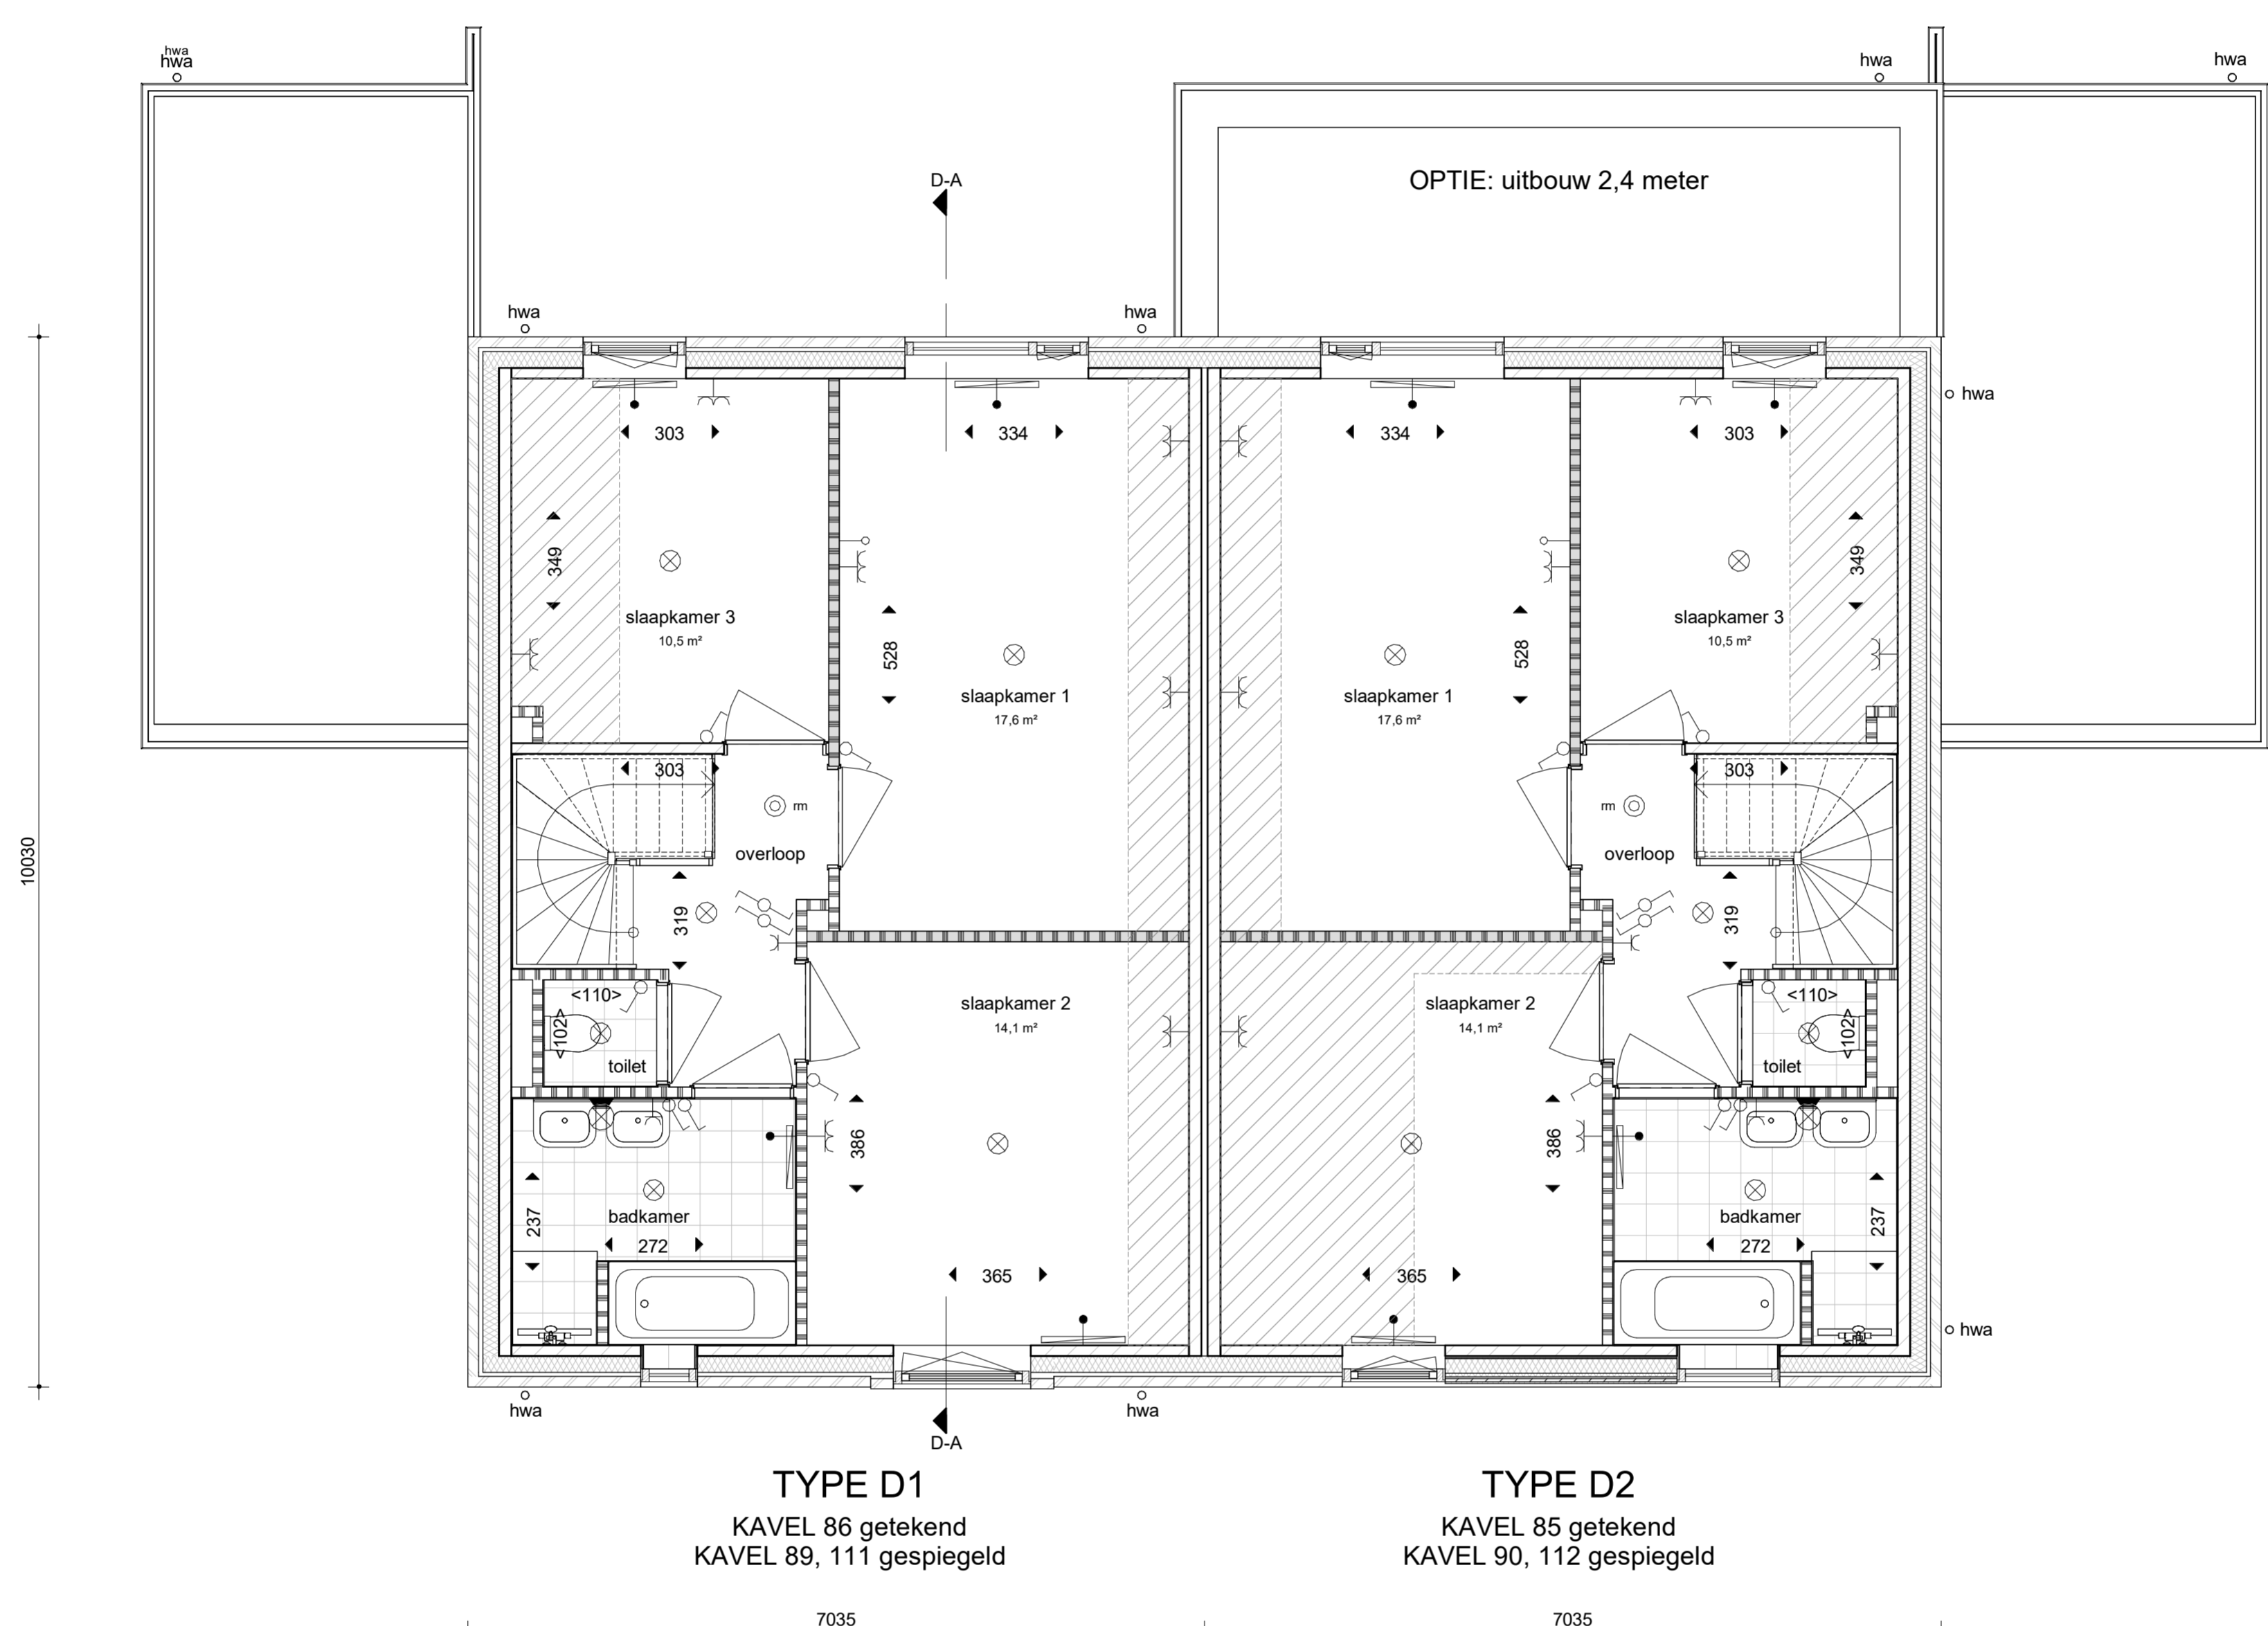 hwa
hwa
hwa
hwa
D-A
OPTIE: uitbouw 2,4 meter
hwa
hwa
hwa
303
334
334
303
349
349
slaapkamer 3
10,5 m²
528
528
slaapkamer 3
10,5 m²
slaapkamer 1
17,6 m²
slaapkamer 1
17,6 m²
303
303
rm
rm
overloop
overloop
10030
319
319
<110>
<110>
slaapkamer 2
14,1 m²
slaapkamer 2
14,1 m²
<102>
<102>
toilet
toilet
386
386
237
badkamer
272
badkamer
272
237
365
365
hwa
hwa
hwa
D-A
TYPE D1
KAVEL 86 getekend
KAVEL 89, 111 gespiegeld
TYPE D2
KAVEL 85 getekend
KAVEL 90, 112 gespiegeld
7035
7035